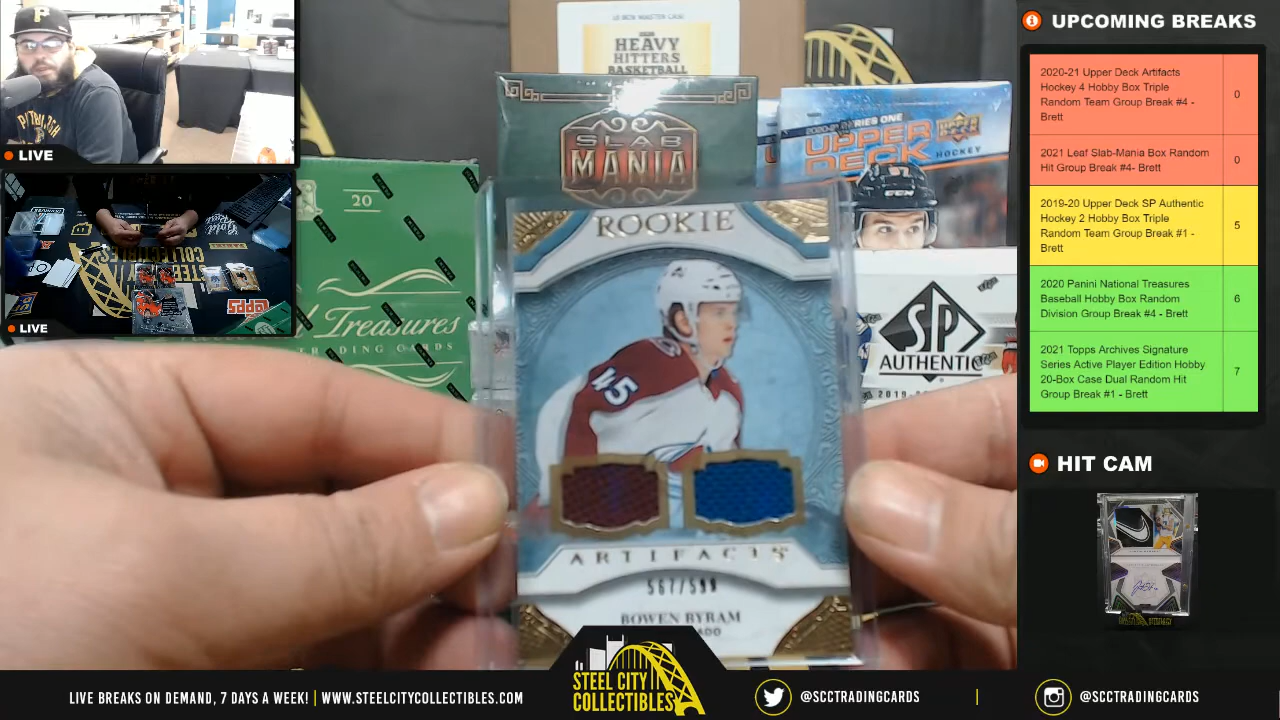 LIVE
LIVE
HEAVY
HITTERS
BASKETBALL
SLAB
MANIA
UPPER
DECK
HOCKEY
20
Treasures
TRADING CARDS
SP
AUTHENTIC
ROOKIE
45
ARTIFACTS
567/599
BOWEN BYRAM
UPCOMING BREAKS
2020-21 Upper Deck Artifacts
Hockey 4 Hobby Box Triple
Random Team Group Break #4 -
Brett
0
2021 Leaf Slab-Mania Box Random
Hit Group Break #4- Brett
0
2019-20 Upper Deck SP Authentic
Hockey 2 Hobby Box Triple
Random Team Group Break #1 -
Brett
5
2020 Panini National Treasures
Baseball Hobby Box Random
Division Group Break #4 - Brett
6
2021 Topps Archives Signature
Series Active Player Edition Hobby
20-Box Case Dual Random Hit
Group Break #1 - Brett
7
HIT CAM
LIVE BREAKS ON DEMAND, 7 DAYS A WEEK! | WWW.STEELCITYCOLLECTIBLES.COM
STEEL CITY
COLLECTIBLES
@SCCTRADINGCARDS
|
@SCCTRADINGCARDS